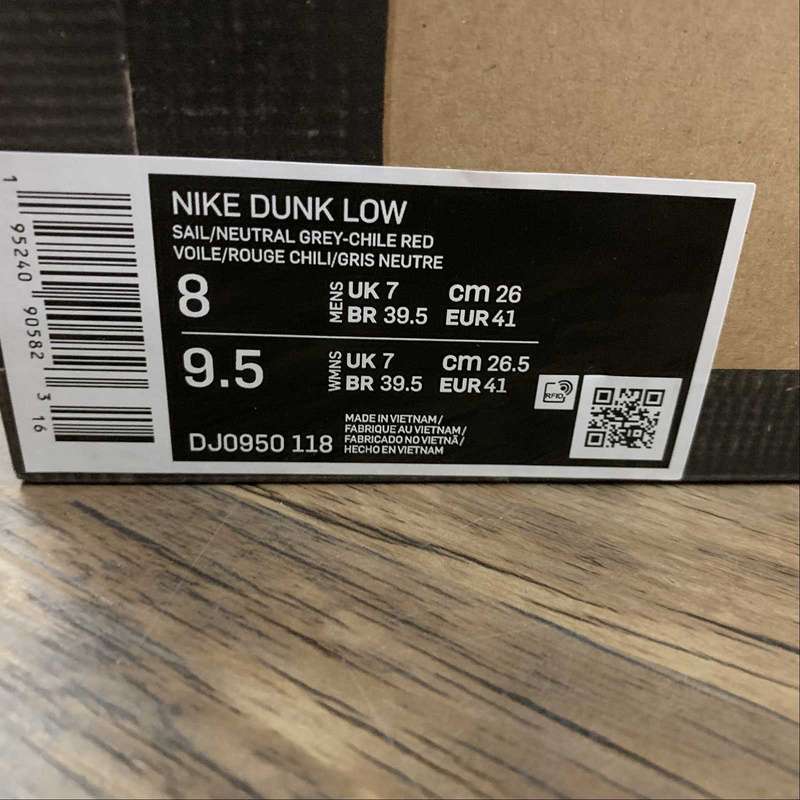 NIKE DUNK LOW
SAIL/NEUTRAL GREY-CHILE RED
VOILE/ROUGE CHILI/GRIS NEUTRE
8 MENS UK 7 cm 26
BR 39.5 EUR 41
9.5 WMNS UK 7 cm 26.5
BR 39.5 EUR 41
RFID
DJ0950 118
MADE IN VIETNAM/
FABRIQUE AU VIETNAM/
FABRICADO NO VIETNÃ/
HECHO EN VIETNAM
1 95240 90582 3 16